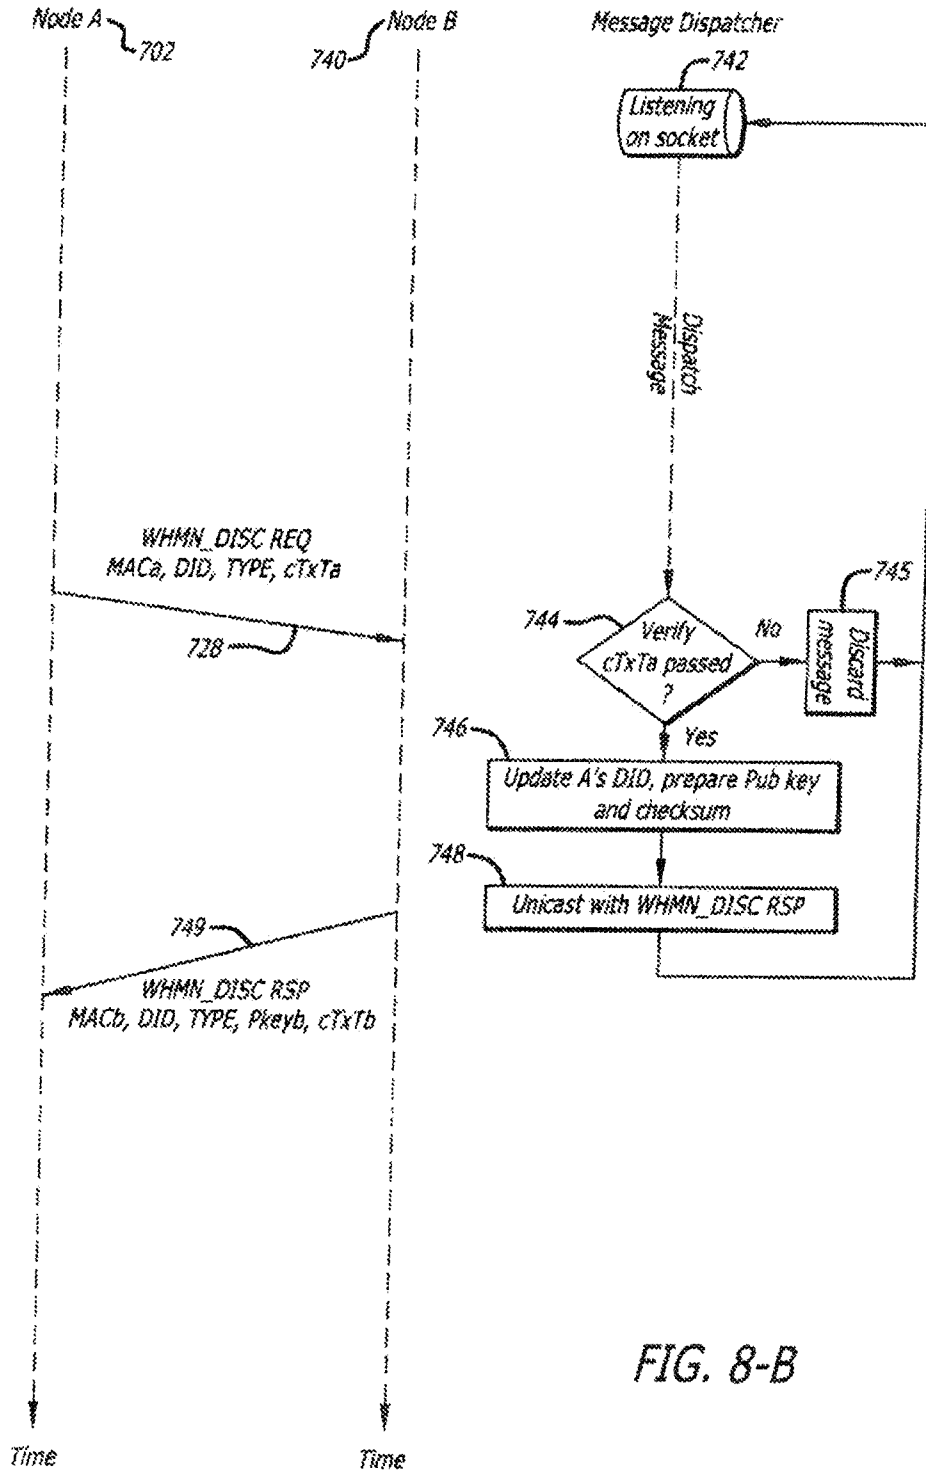 Node A
702
740
Node B
Message Dispatcher
742
Listening
on socket
Dispatch
Message
WHMN_DISC REQ
MACa, DID, TYPE, cTxTa
728
744
Verify
cTxTa passed
?
No
745
Discard
message
Yes
746
Update A's DID, prepare Pub key
and checksum
748
Unicast with WHMN_DISC RSP
749
WHMN_DISC RSP
MACb, DID, TYPE, Pkeyb, cTxTb
FIG. 8-B
Time
Time